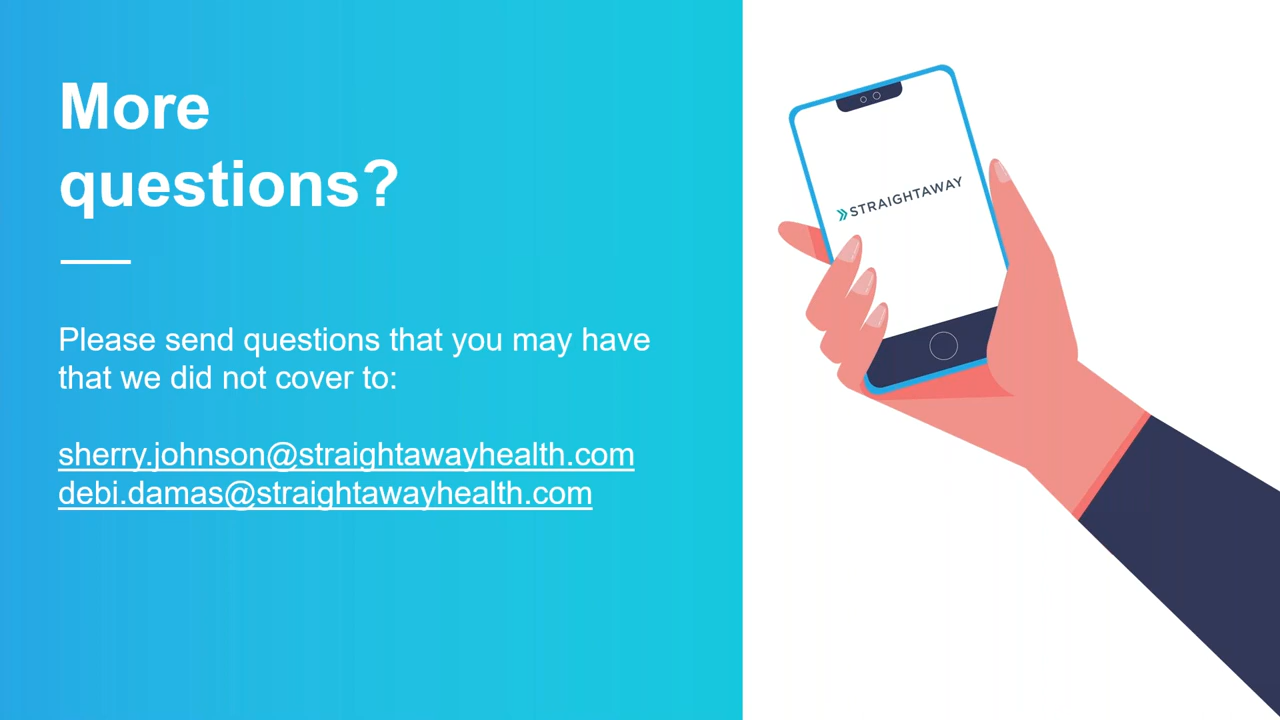 More
questions?
Please send questions that you may have
that we did not cover to:
sherry.johnson@straightawayhealth.com
debi.damas@straightawayhealth.com
STRAIGHTAWAY